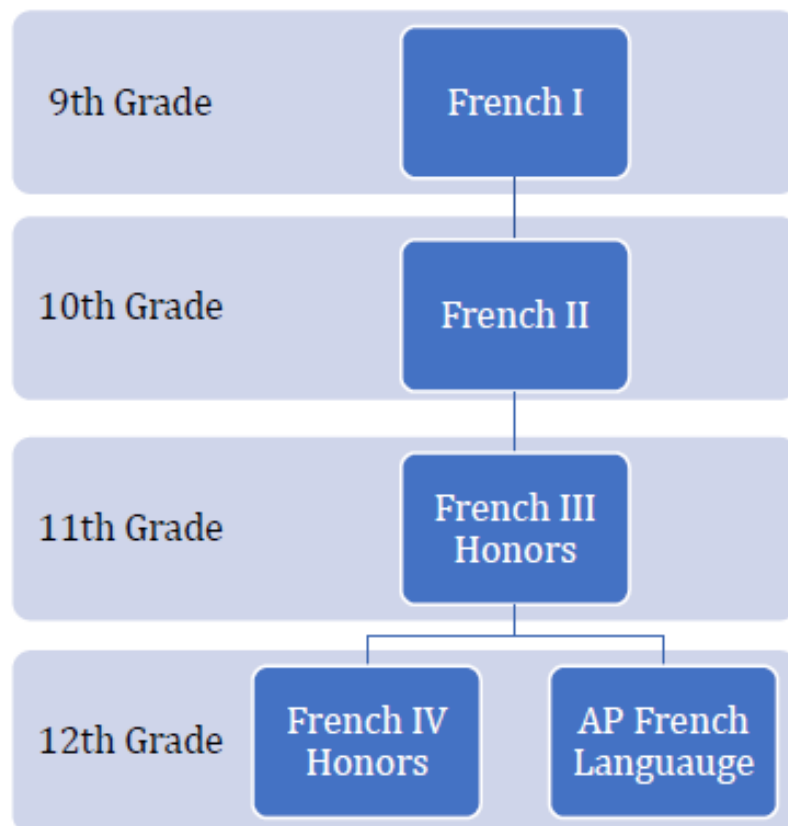 9th Grade
French I
10th Grade
French II
11th Grade
French III
Honors
12th Grade
French IV
Honors
AP French
Languauge